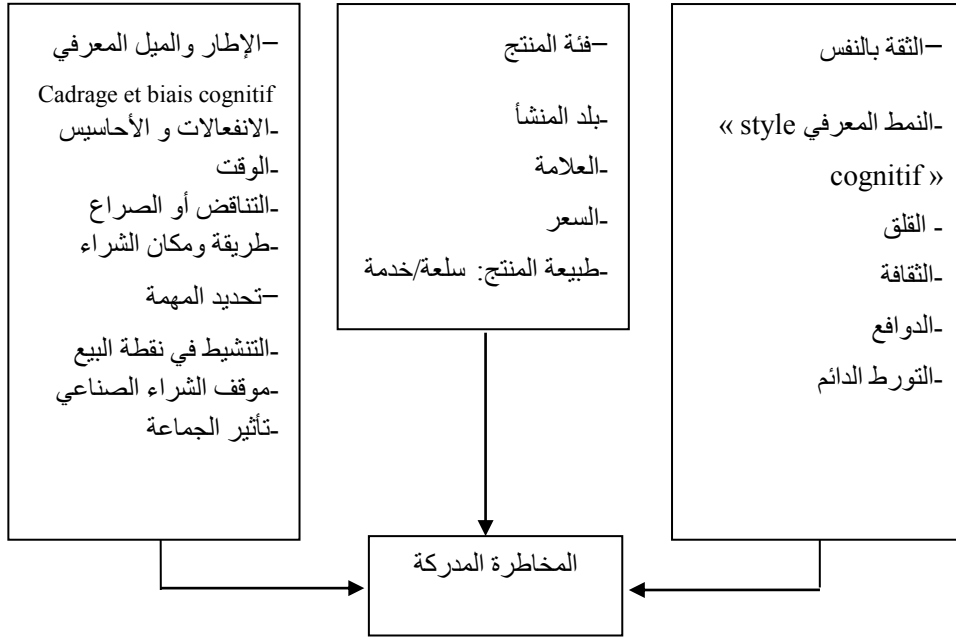 –الثقة بالنفس
-النمط المعرفي style »
cognitif »
- القلق
-الثقافة
-الدوافع
-التورط الدائم
–فئة المنتج
-بلد المنشأ
-العلامة
-السعر
-طبيعة المنتج: سلعة/خدمة
–الإطار والميل المعرفي
Cadrage et biais cognitif
-الانفعالات و الأحاسيس
-الوقت
-التناقض أو الصراع
-طريقة ومكان الشراء
–تحديد المهمة
-التنشيط في نقطة البيع
-موقف الشراء الصناعي
-تأثير الجماعة
المخاطرة المدركة